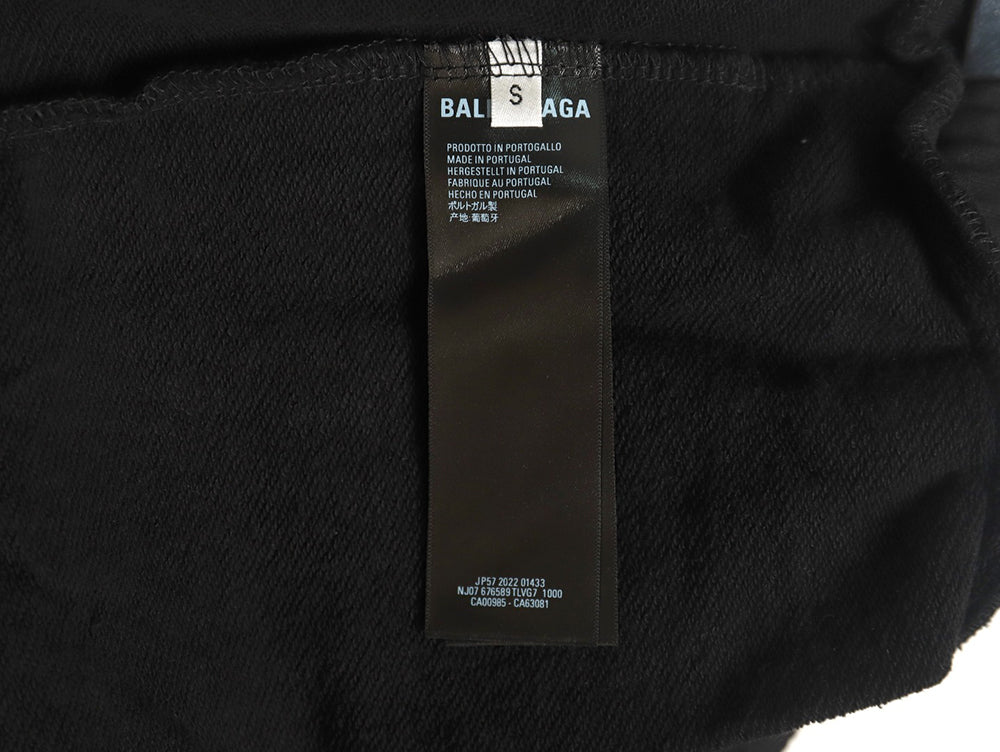 S
BAL AGA
PRODOTTO IN PORTOGALLO
MADE IN PORTUGAL
HERGESTELLT IN PORTUGAL
FABRIQUE AU PORTUGAL
HECHO EN PORTUGAL
ポルトガル製
产地:葡萄牙
JP57 2022 01433
NJ07 676589 TLVG7 1000
CA00985 - CA63081